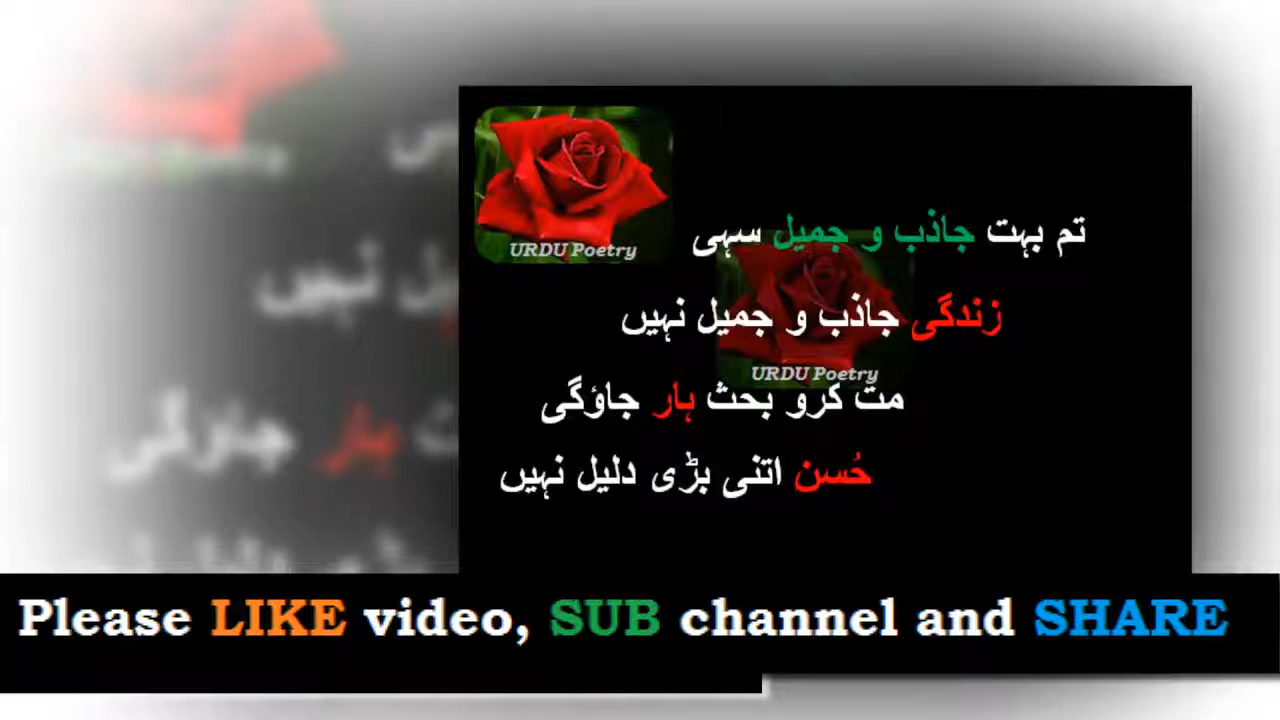 URDU Poetry
تم بہت جاذب و جمیل سہی
زندگی جاذب و جمیل نہیں
URDU Poetry
مت کرو بحث ہار جاؤگی
حُسن اتنی بڑی دلیل نہیں
Please LIKE video, SUB channel and SHARE